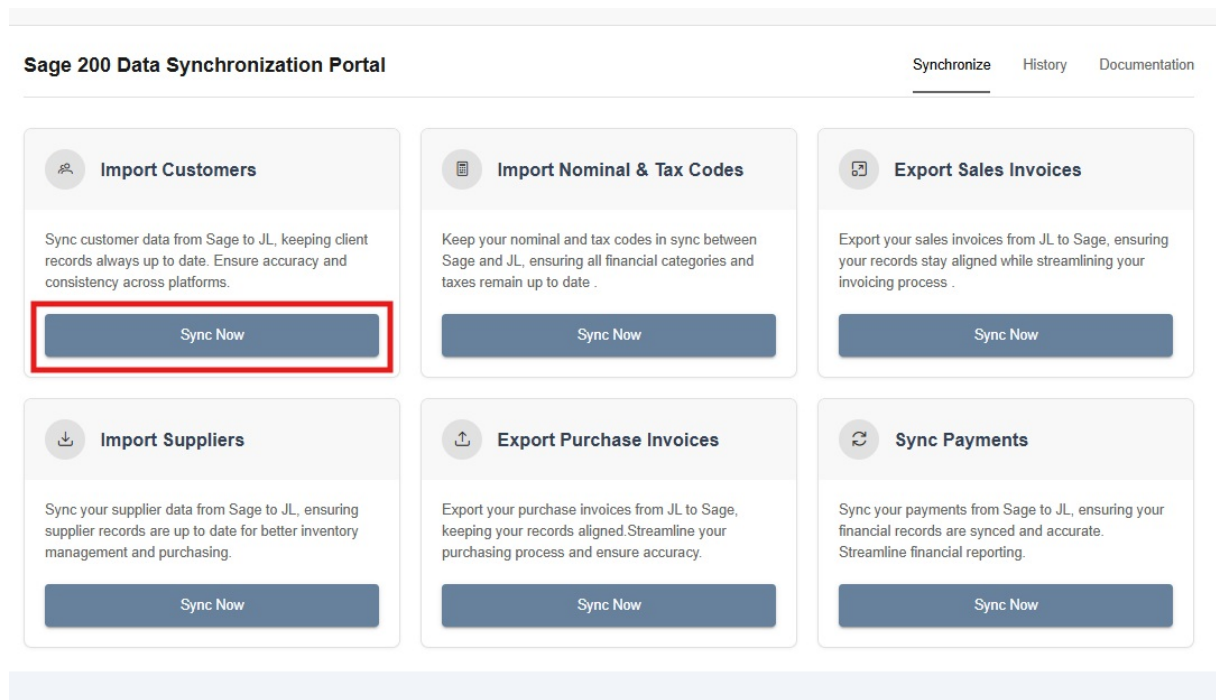 Sage 200 Data Synchronization Portal
Synchronize History Documentation
Import Customers
Sync customer data from Sage to JL, keeping client
records always up to date. Ensure accuracy and
consistency across platforms.
Sync Now
Import Nominal & Tax Codes
Keep your nominal and tax codes in sync between
Sage and JL, ensuring all financial categories and
taxes remain up to date .
Sync Now
Export Sales Invoices
Export your sales invoices from JL to Sage, ensuring
your records stay aligned while streamlining your
invoicing process .
Sync Now
Import Suppliers
Sync your supplier data from Sage to JL, ensuring
supplier records are up to date for better inventory
management and purchasing.
Sync Now
Export Purchase Invoices
Export your purchase invoices from JL to Sage,
keeping your records aligned.Streamline your
purchasing process and ensure accuracy.
Sync Now
Sync Payments
Sync your payments from Sage to JL, ensuring your
financial records are synced and accurate.
Streamline financial reporting.
Sync Now